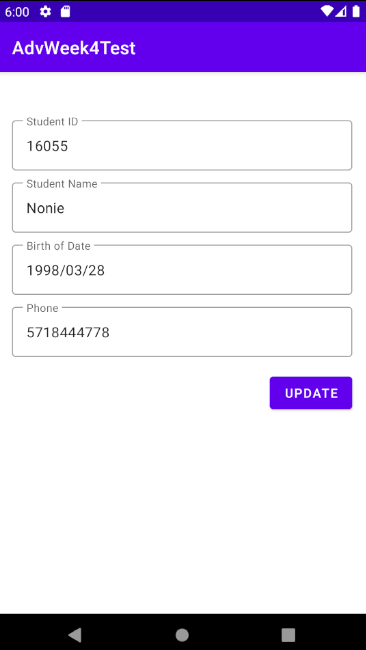 6:00
AdvWeek4Test
Student ID
16055
Student Name
Nonie
Birth of Date
1998/03/28
Phone
5718444778
UPDATE